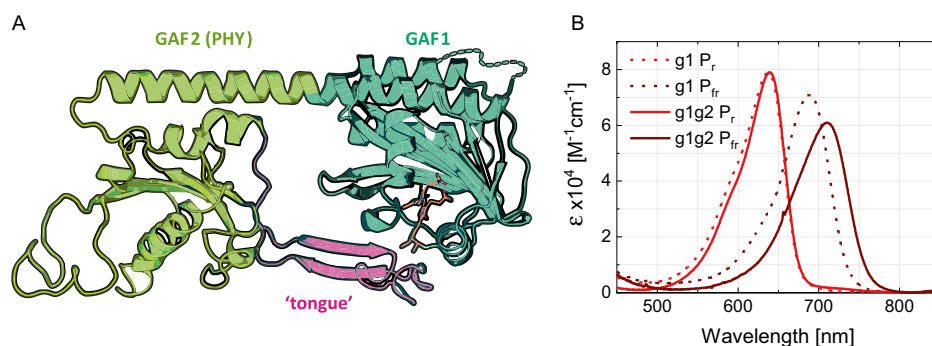 A
GAF2 (PHY)
GAF1
'tongue'
B
g1 Pr
g1 Pfr
g1g2 Pr
g1g2 Pfr
ε x10⁴ [M⁻¹cm⁻¹]
8
6
4
2
0
500
600
700
800
Wavelength [nm]